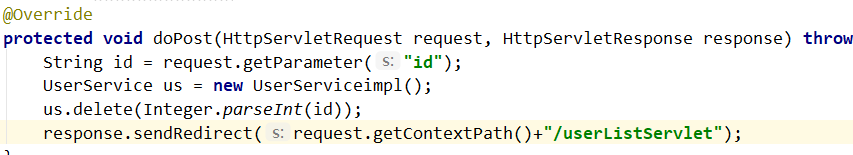 @Override
protected void doPost(HttpServletRequest request, HttpServletResponse response) throw
String id = request.getParameter( s: "id");
UserService us = new UserServiceimpl();
us.delete(Integer.parseInt(id));
response.sendRedirect( s: request.getContextPath()+"/userListServlet");
}